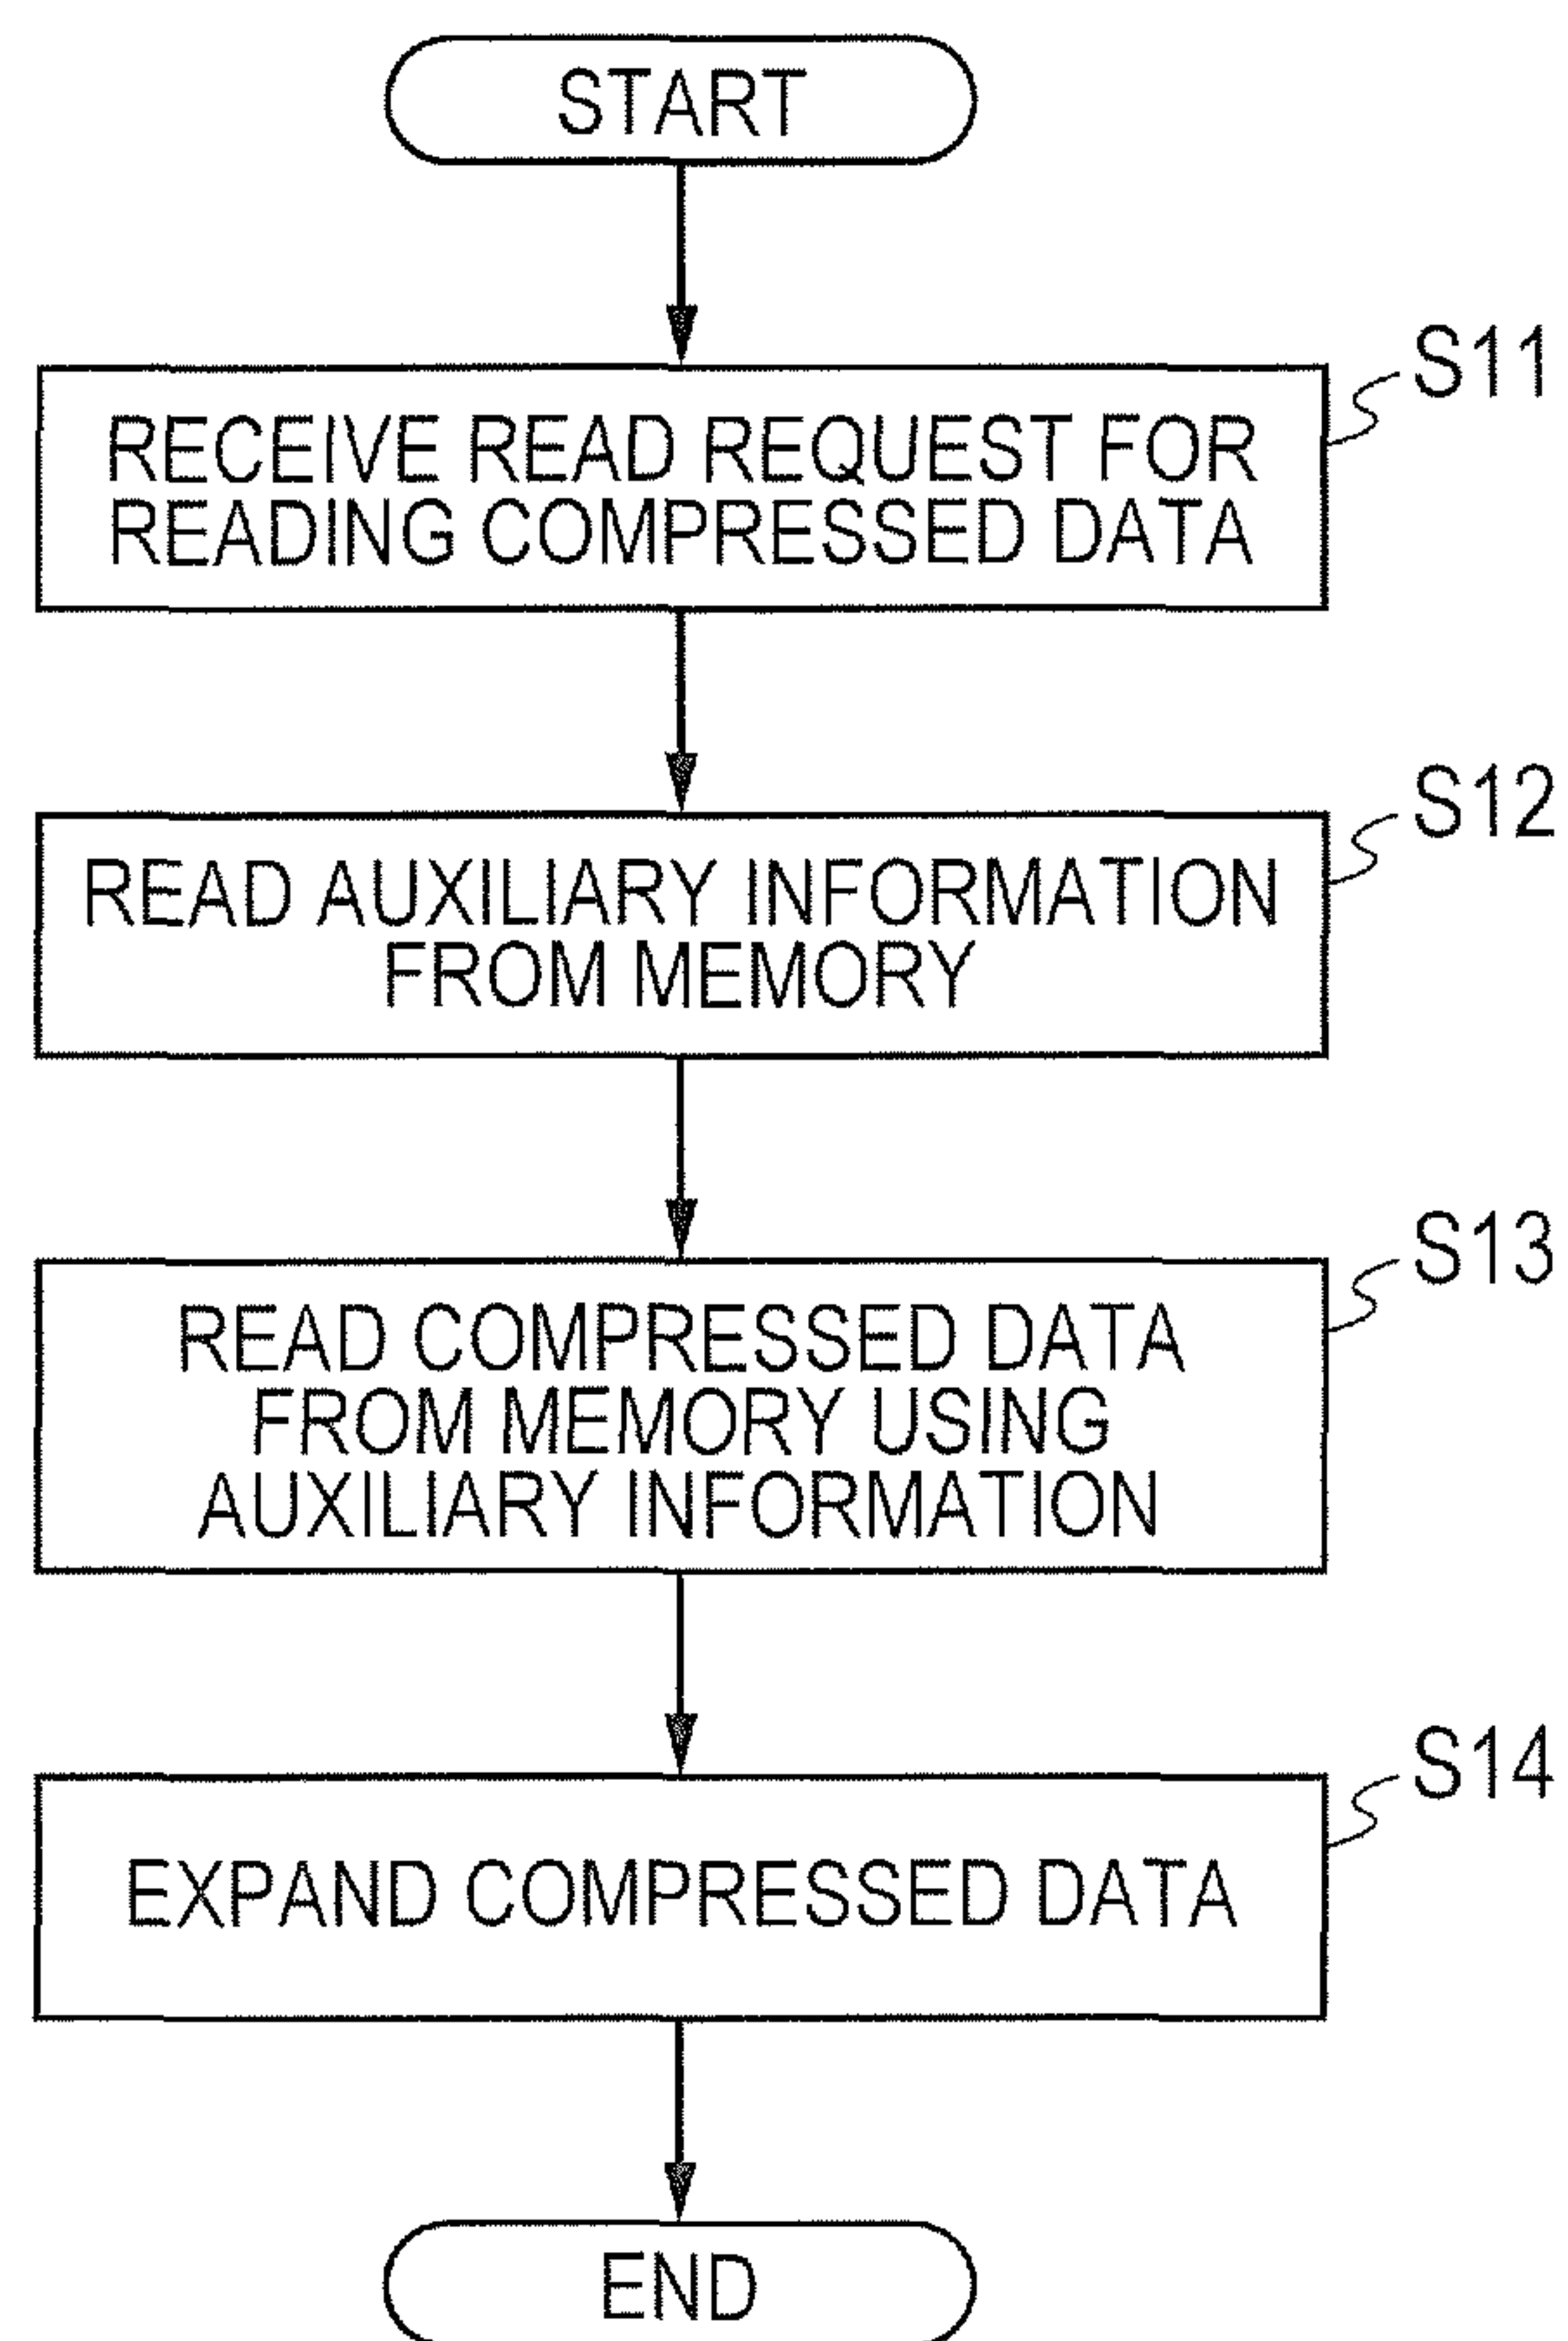 START
S11
RECEIVE READ REQUEST FOR
READING COMPRESSED DATA
S12
READ AUXILIARY INFORMATION
FROM MEMORY
S13
READ COMPRESSED DATA
FROM MEMORY USING
AUXILIARY INFORMATION
S14
EXPAND COMPRESSED DATA
END